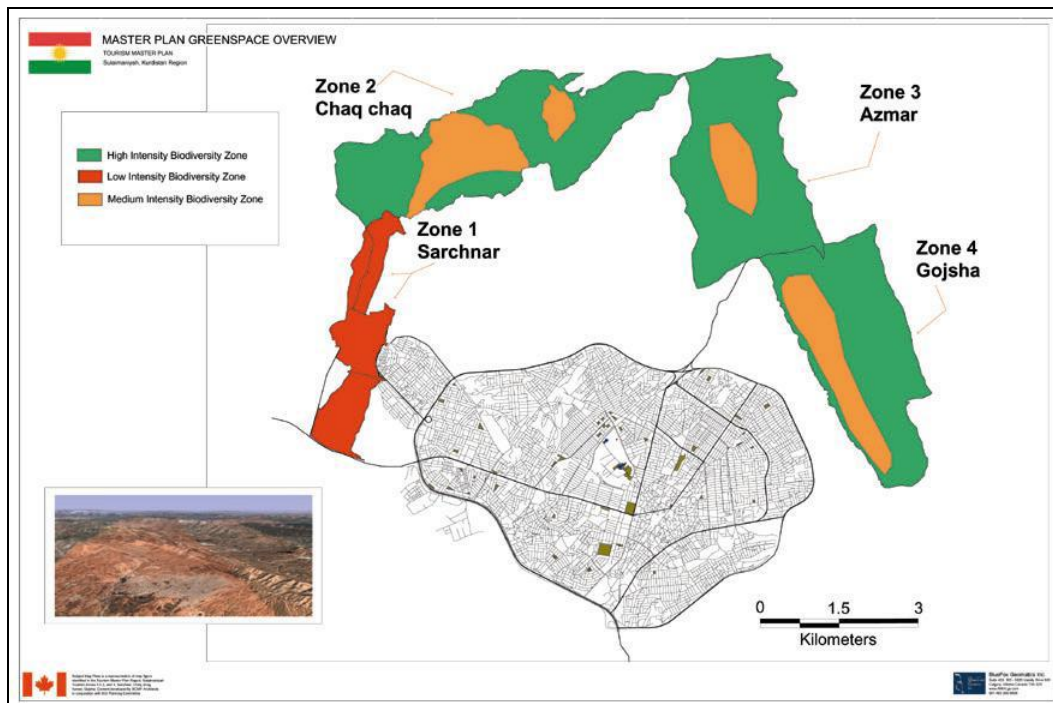 MASTER PLAN GREENSPACE OVERVIEW
TOURISM MASTER PLAN
Sulaimaniyah, Kurdistan Region
High Intensity Biodiversity Zone
Low Intensity Biodiversity Zone
Medium Intensity Biodiversity Zone
Zone 2
Chaq chaq
Zone 3
Azmar
Zone 1
Sarchnar
Zone 4
Gojsha
0 1.5 3
Kilometers
BlueFox Geomatics Inc.